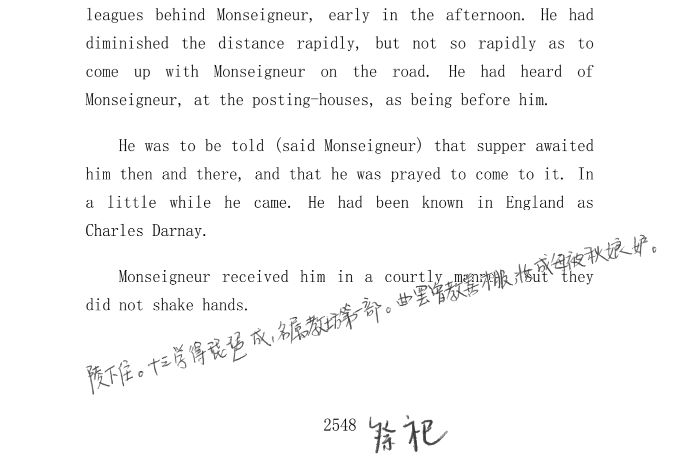 leagues behind Monseigneur, early in the afternoon. He had
diminished the distance rapidly, but not so rapidly as to
come up with Monseigneur on the road. He had heard of
Monseigneur, at the posting-houses, as being before him.
He was to be told (said Monseigneur) that supper awaited
him then and there, and that he was prayed to come to it. In
a little while he came. He had been known in England as
Charles Darnay.
Monseigneur received him in a courtly manner, but they
did not shake hands.
陵下住。十三学得琵琶成,名属教坊第一部。曲罢曾教善才服,妆成每被秋娘妒。
2548 祭祀